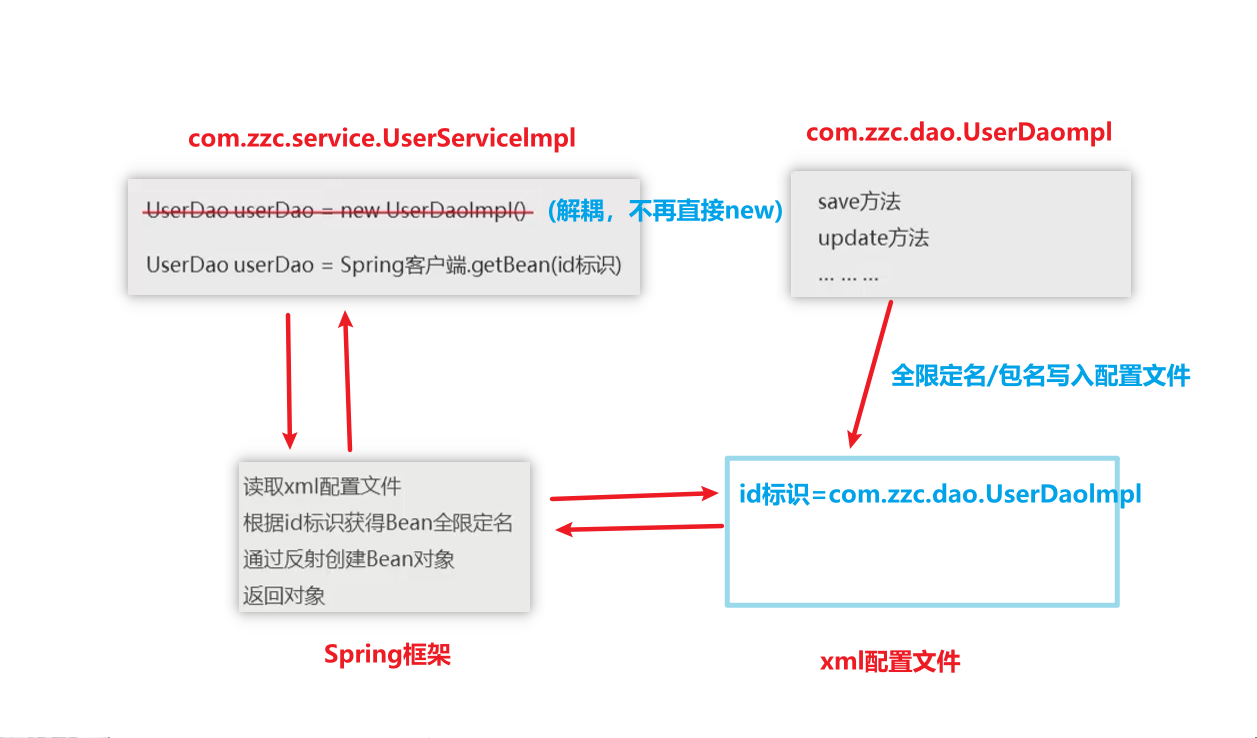 com.zzc.service.UserServiceImpl
com.zzc.dao.UserDaompl
UserDao userDao = new UserDaoImpl() (解耦，不再直接new)
UserDao userDao = Spring客户端.getBean(id标识)
save方法
update方法
... ... ...
全限定名/包名写入配置文件
读取xml配置文件
根据id标识获得Bean全限定名
通过反射创建Bean对象
返回对象
id标识=com.zzc.dao.UserDaoImpl
Spring框架
xml配置文件